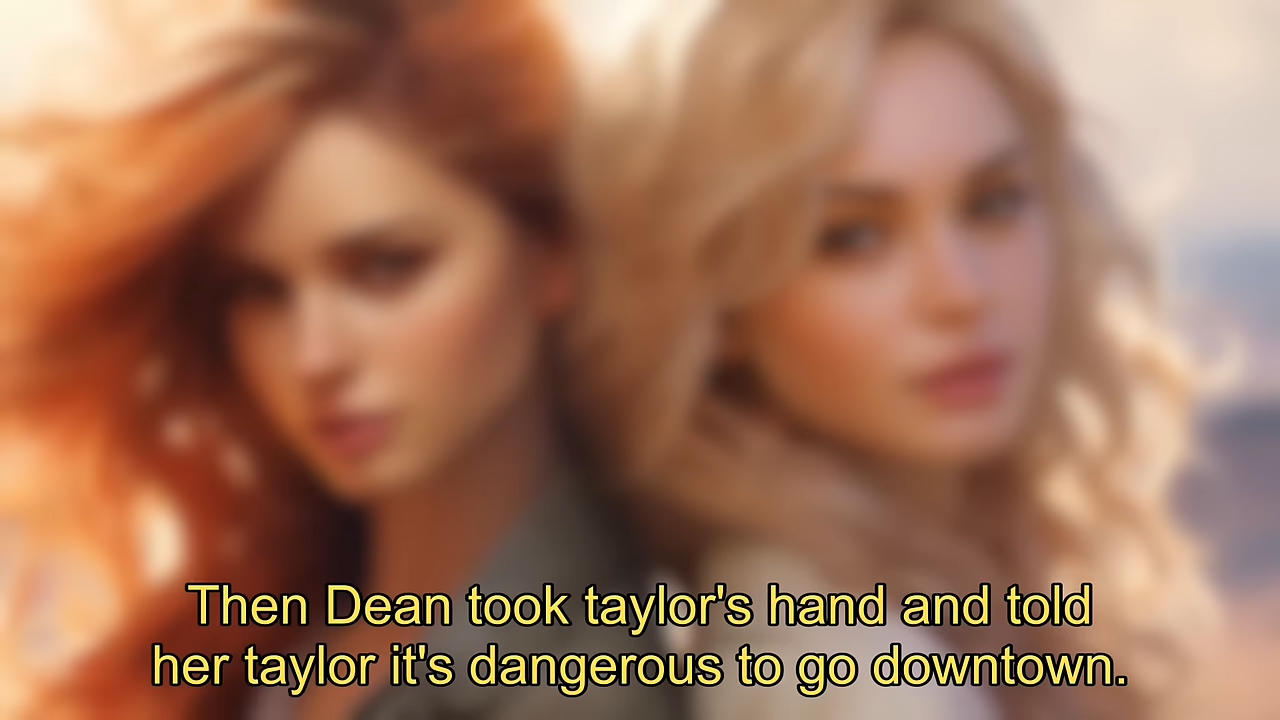 Then Dean took taylor's hand and told
her taylor it's dangerous to go downtown.